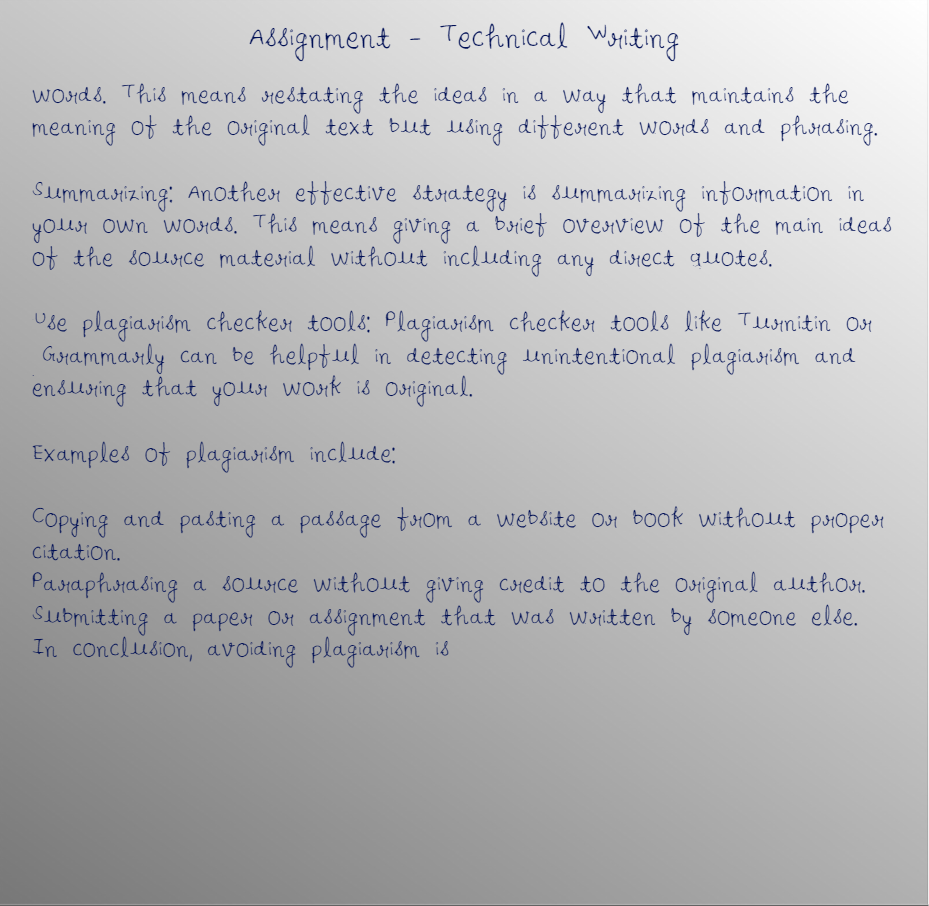 Assignment - Technical Writing
words. This means restating the ideas in a way that maintains the
meaning of the original text but using different words and phrasing.
Summarizing: Another effective strategy is summarizing information in
your own words. This means giving a brief overview of the main ideas
of the source material without including any direct quotes.
Use plagiarism checker tools: Plagiarism checker tools like Turnitin or
Grammarly can be helpful in detecting unintentional plagiarism and
ensuring that your work is original.
Examples of plagiarism include:
Copying and pasting a passage from a website or book without proper
citation.
Paraphrasing a source without giving credit to the original author.
Submitting a paper or assignment that was written by someone else.
In conclusion, avoiding plagiarism is